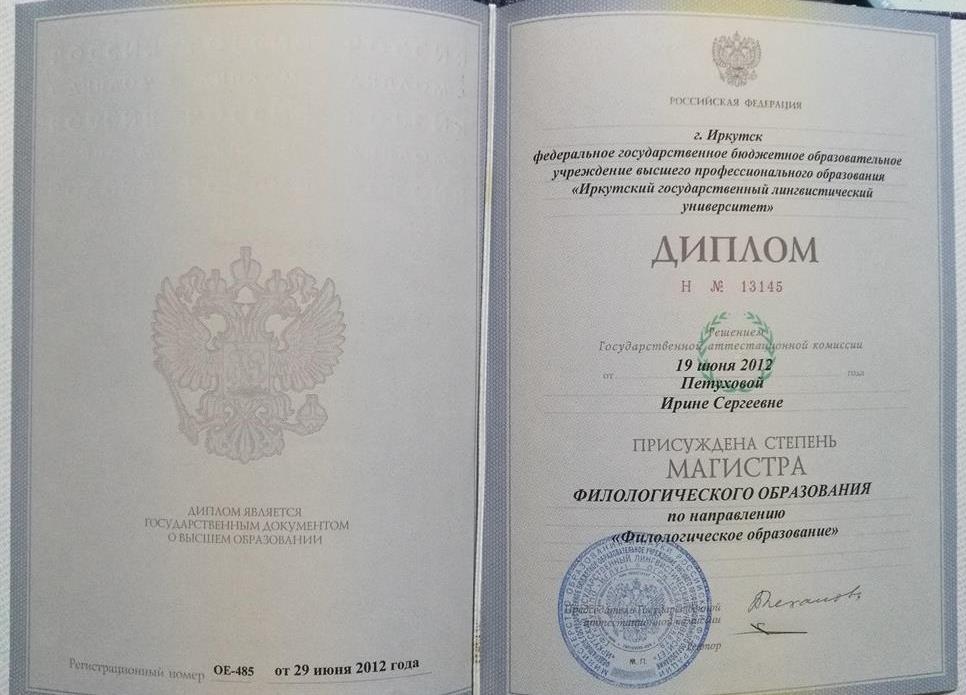 ДИПЛОМ ЯВЛЯЕТСЯ
ГОСУДАРСТВЕННЫМ ДОКУМЕНТОМ
О ВЫСШЕМ ОБРАЗОВАНИИ
Регистрационный номер ОЕ-485 от 29 июня 2012 года
РОССИЙСКАЯ ФЕДЕРАЦИЯ
г. Иркутск
федеральное государственное бюджетное образовательное
учреждение высшего профессионального образования
«Иркутский государственный лингвистический
университет»
ДИПЛОМ
Н № 13145
Решением
Государственной аттестационной комиссии
от 19 июня 2012 года
Петуховой
Ирине Сергеевне
ПРИСУЖДЕНА СТЕПЕНЬ
МАГИСТРА
ФИЛОЛОГИЧЕСКОГО ОБРАЗОВАНИЯ
по направлению
«Филологическое образование»
Председатель Государственной
аттестационной комиссии
Ректор